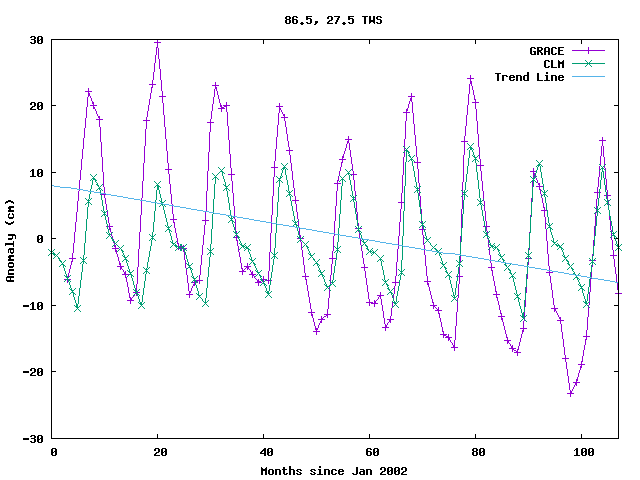 86.5, 27.5 TWS
GRACE
CLM
Trend Line
30
20
10
0
-10
-20
-30
Anomaly (cm)
0 20 40 60 80 100
Months since Jan 2002